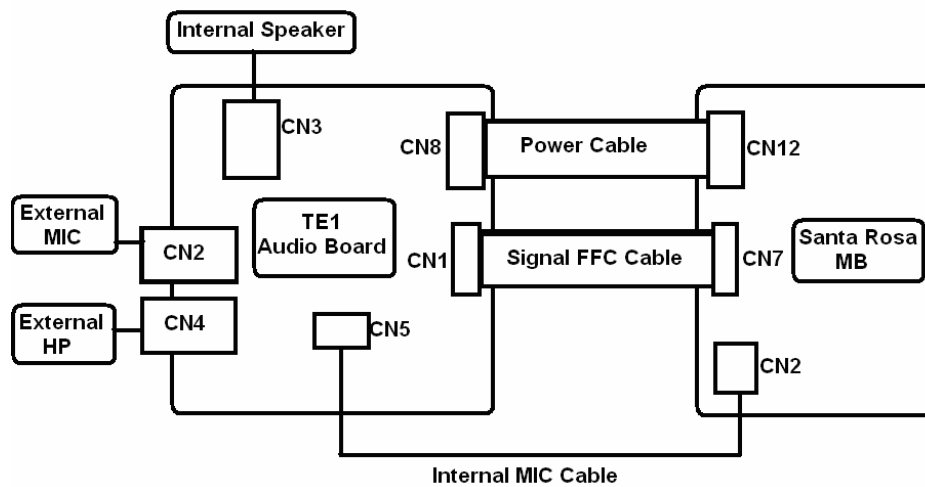 Internal Speaker
CN3
CN8
Power Cable
CN12
External
MIC
CN2
TE1
Audio Board
CN1
Signal FFC Cable
CN7
Santa Rosa
MB
External
HP
CN4
CN5
CN2
Internal MIC Cable